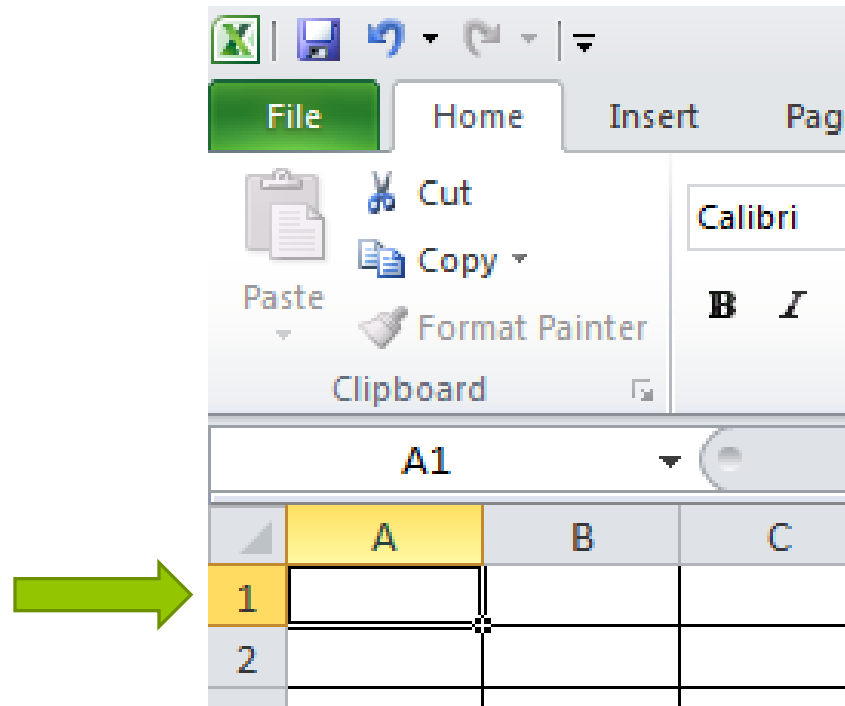 File Home Insert Pag
Cut
Copy
Paste
Format Painter
Clipboard
Calibri
B I
A1
A B C
1
2